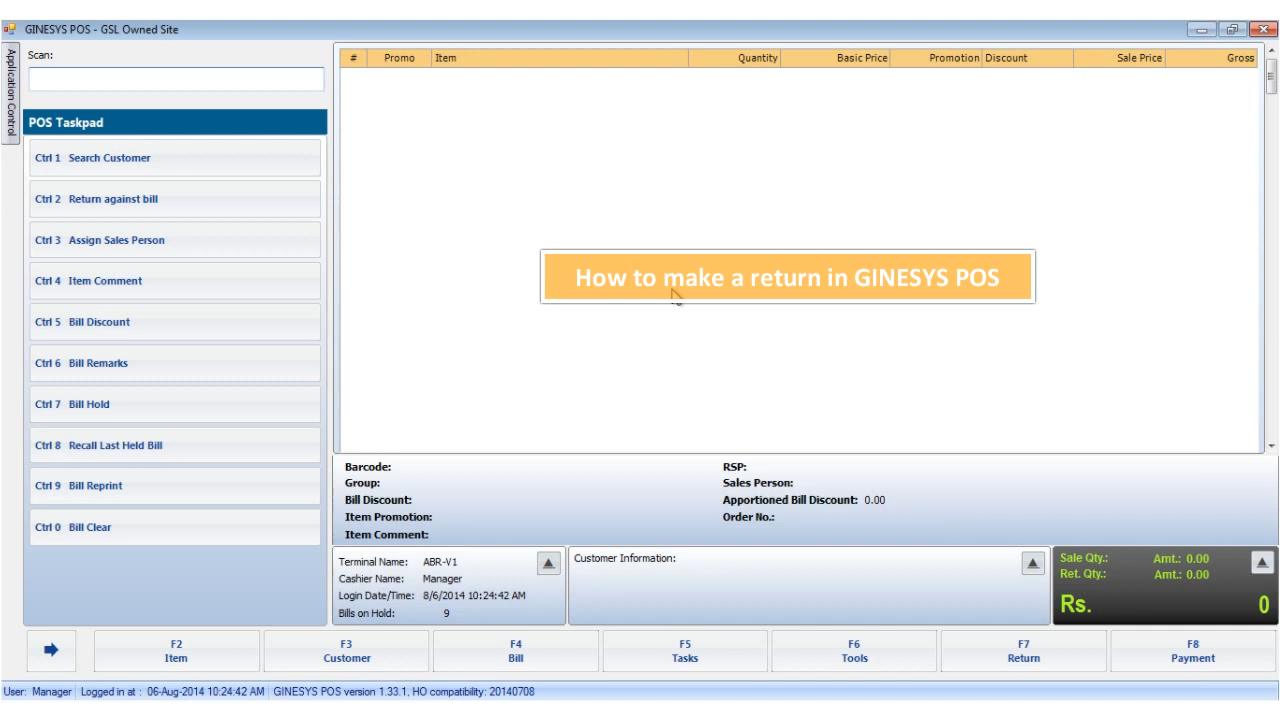 GINESYS POS - GSL Owned Site
Application Control
Scan:
POS Taskpad
Ctrl 1 Search Customer
Ctrl 2 Return against bill
Ctrl 3 Assign Sales Person
Ctrl 4 Item Comment
Ctrl 5 Bill Discount
Ctrl 6 Bill Remarks
Ctrl 7 Bill Hold
Ctrl 8 Recall Last Held Bill
Ctrl 9 Bill Reprint
Ctrl 0 Bill Clear
# Promo Item Quantity Basic Price Promotion Discount Sale Price Gross
How to make a return in GINESYS POS
Barcode:
Group:
Bill Discount:
Item Promotion:
Item Comment:
RSP:
Sales Person:
Apportioned Bill Discount: 0.00
Order No.:
Terminal Name: ABR-V1
Cashier Name: Manager
Login Date/Time: 8/6/2014 10:24:42 AM
Bills on Hold: 9
Customer Information:
Sale Qty.: Amt.: 0.00
Ret. Qty.: Amt.: 0.00
Rs. 0
F2 Item
F3 Customer
F4 Bill
F5 Tasks
F6 Tools
F7 Return
F8 Payment
User: Manager Logged in at : 06-Aug-2014 10:24:42 AM GINESYS POS version 1.33.1, HO compatibility: 20140708